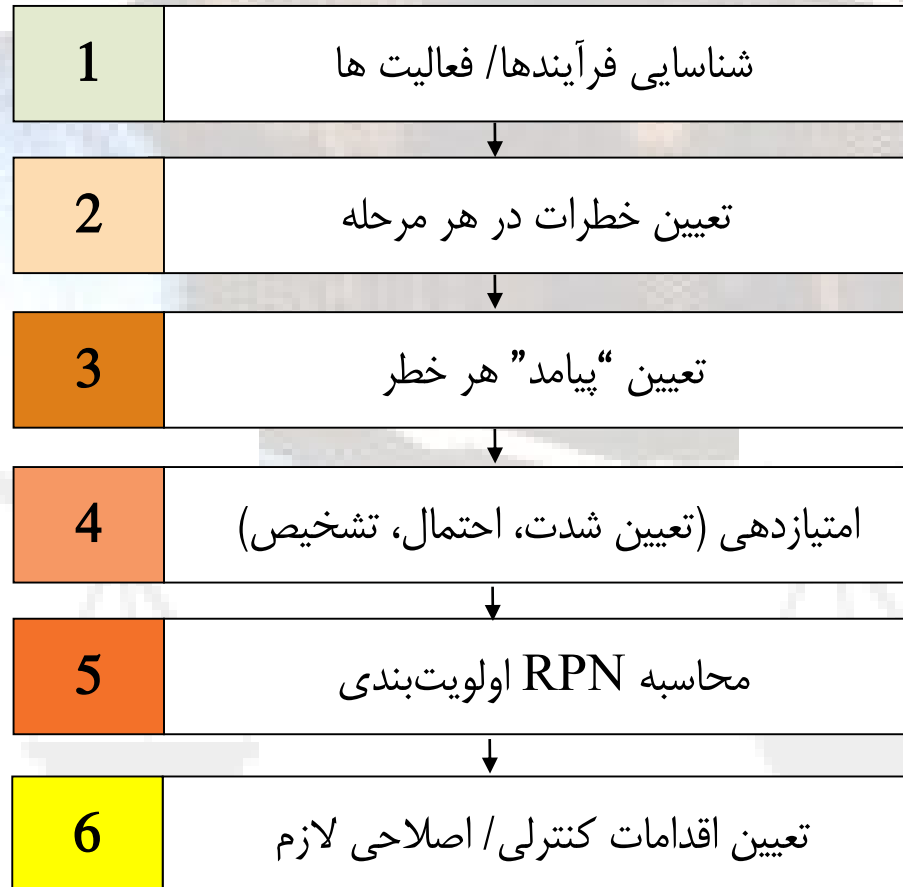 1 شناسایی فرآیندها/ فعالیت ها
2 تعیین خطرات در هر مرحله
3 تعیین “پیامد” هر خطر
4 امتیازدهی (تعیین شدت، احتمال، تشخیص)
5 محاسبه RPN اولویت‌بندی
6 تعیین اقدامات کنترلی/ اصلاحی لازم